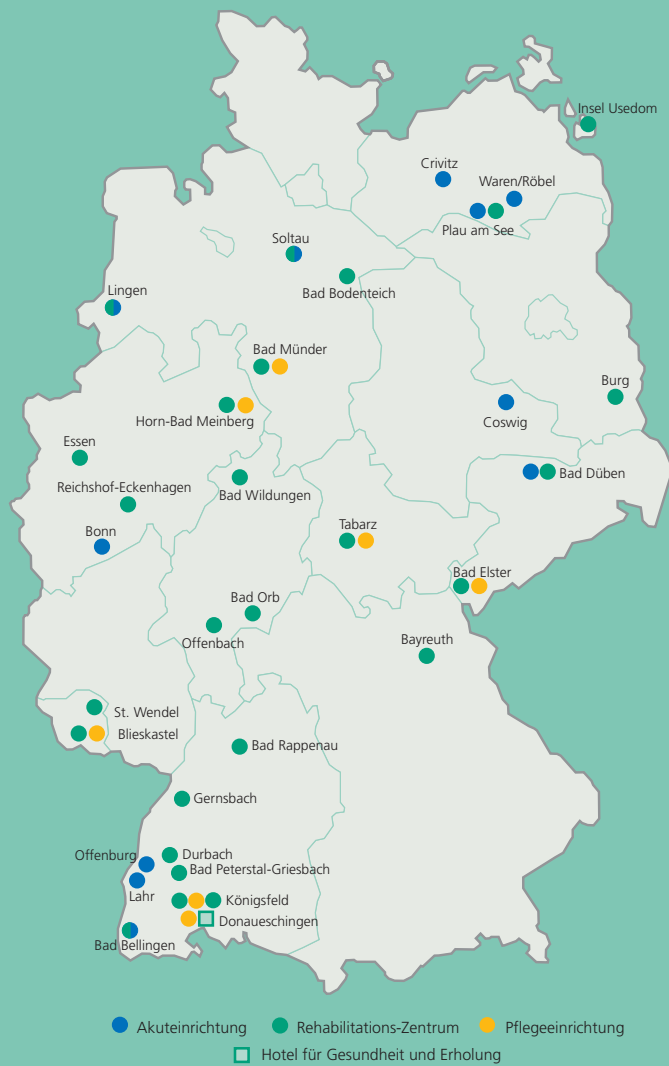 Insel Usedom
Crivitz
Waren/Röbel
Plau am See
Soltau
Bad Bodenteich
Lingen
Bad Münder
Burg
Horn-Bad Meinberg
Coswig
Essen
Bad Düben
Reichshof-Eckenhagen
Bad Wildungen
Bonn
Tabarz
Bad Elster
Bad Orb
Offenbach
Bayreuth
St. Wendel
Blieskastel
Bad Rappenau
Gernsbach
Offenburg
Durbach
Bad Peterstal-Griesbach
Lahr
Königsfeld
Donaueschingen
Bad Bellingen
Akuteinrichtung
Rehabilitations-Zentrum
Pflegeeinrichtung
Hotel für Gesundheit und Erholung